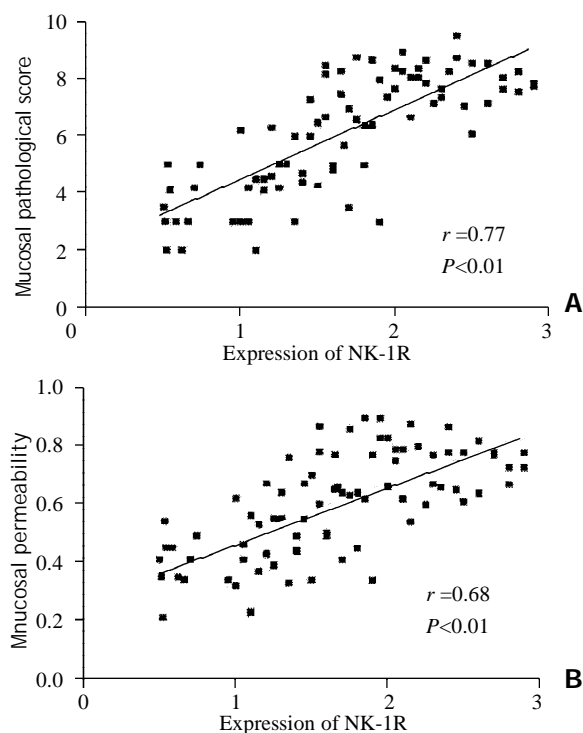 10
8
6
4
2
0
Mucosal pathological score
r =0.77
P<0.01
A
0 1 2 3
Expression of NK-1R
1.0
0.8
0.6
0.4
0.2
0.0
Mnucosal permeability
r =0.68
P<0.01
B
0 1 2 3
Expression of NK-1R